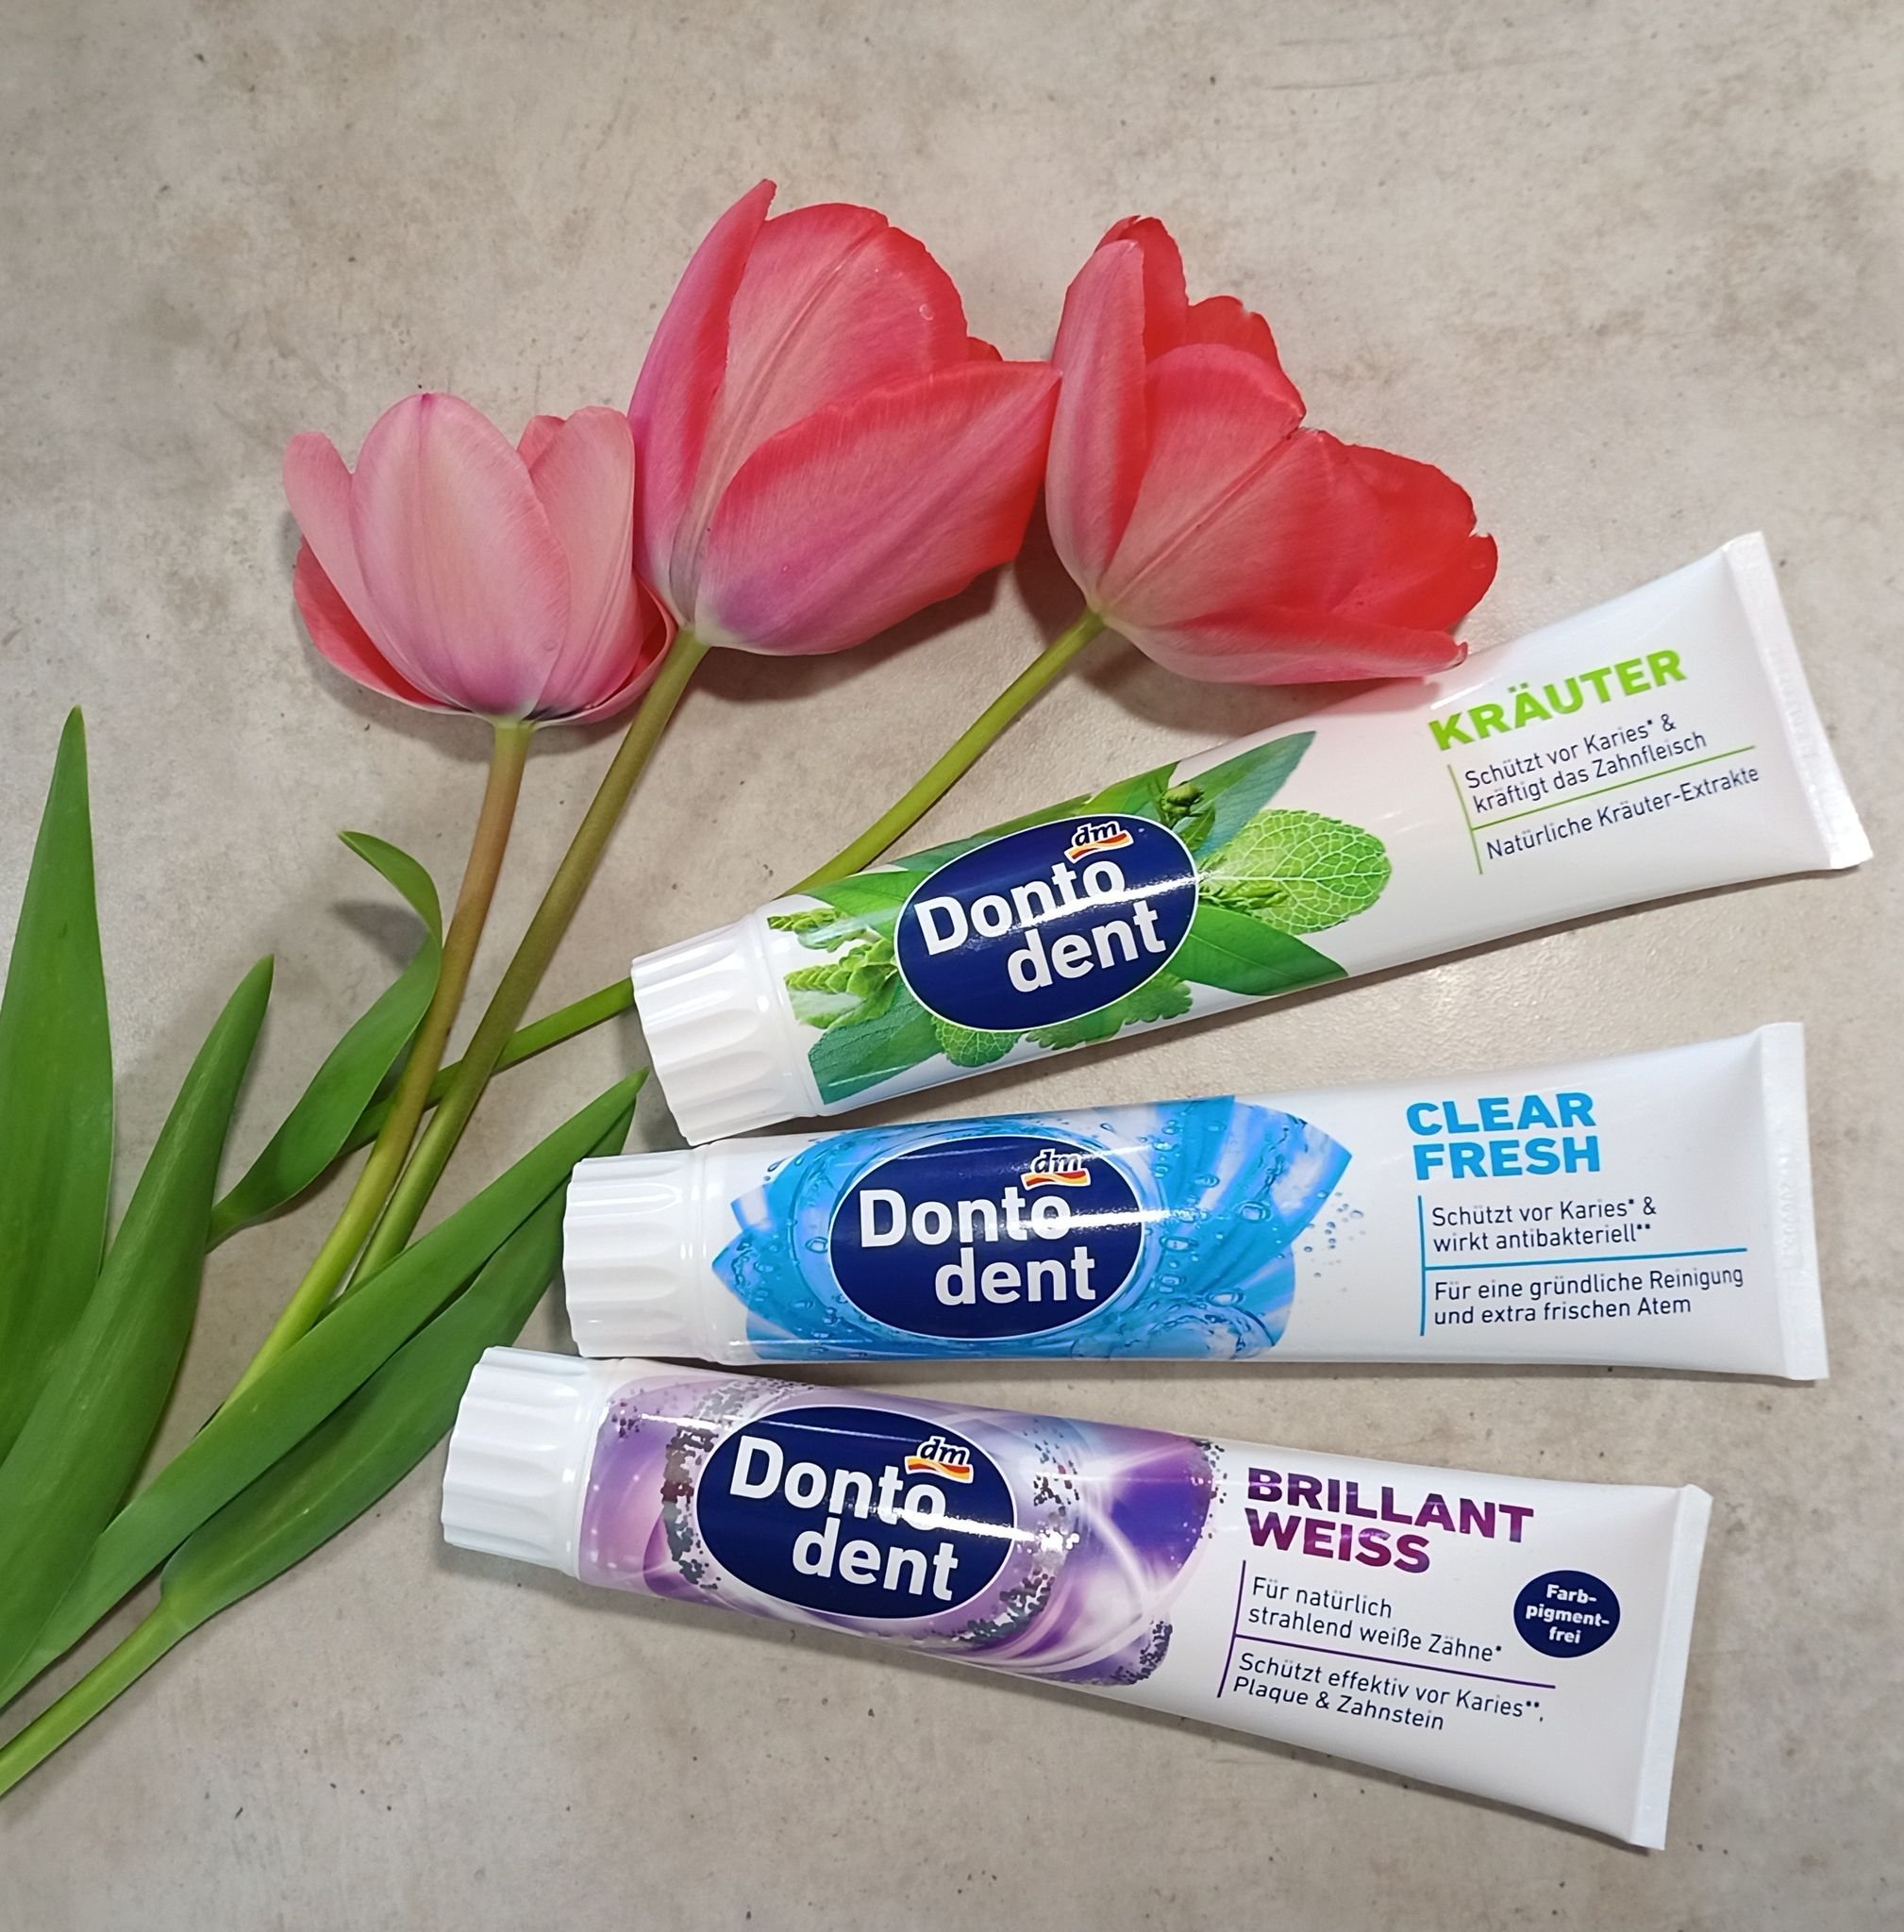 dm
Donto
dent
KRÄUTER
Schützt vor Karies* &
kräftigt das Zahnfleisch
Natürliche Kräuter-Extrakte
dm
Donto
dent
CLEAR
FRESH
Schützt vor Karies* &
wirkt antibakteriell**
Für eine gründliche Reinigung
und extra frischen Atem
dm
Donto
dent
BRILLANT
WEISS
Für natürlich
strahlend weiße Zähne*
Schützt effektiv vor Karies**,
Plaque & Zahnstein
Farb-
pigment-
frei